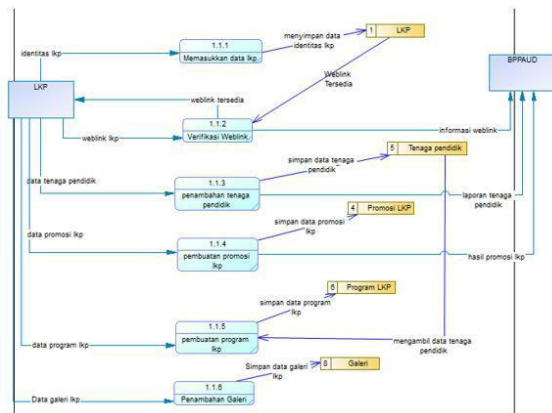 identitas lkp
1.1.1
Memasukkan data lkp
menyimpan data
identitas lkp
1 LKP
LKP
BPPAUD
weblink tersedia
Weblink
Tersedia
weblink lkp
1.1.2
Verifikasi Weblink
informasi weblink
5 Tenaga pendidik
simpan data tenaga
pendidik
data tenaga pendidik
1.1.3
penambahan tenaga
pendidik
laporan tenaga
pendidik
4 Promosi LKP
simpan data promosi
lkp
data promosi lkp
1.1.4
pembuatan promosi
lkp
hasil promosi lkp
6 Program LKP
simpan data program
lkp
1.1.5
pembuatan program
lkp
data program lkp
mengambil data tenaga
pendidik
8 Galeri
Simpan data galeri
lkp
1.1.6
Penambahan Galeri
Data galeri lkp